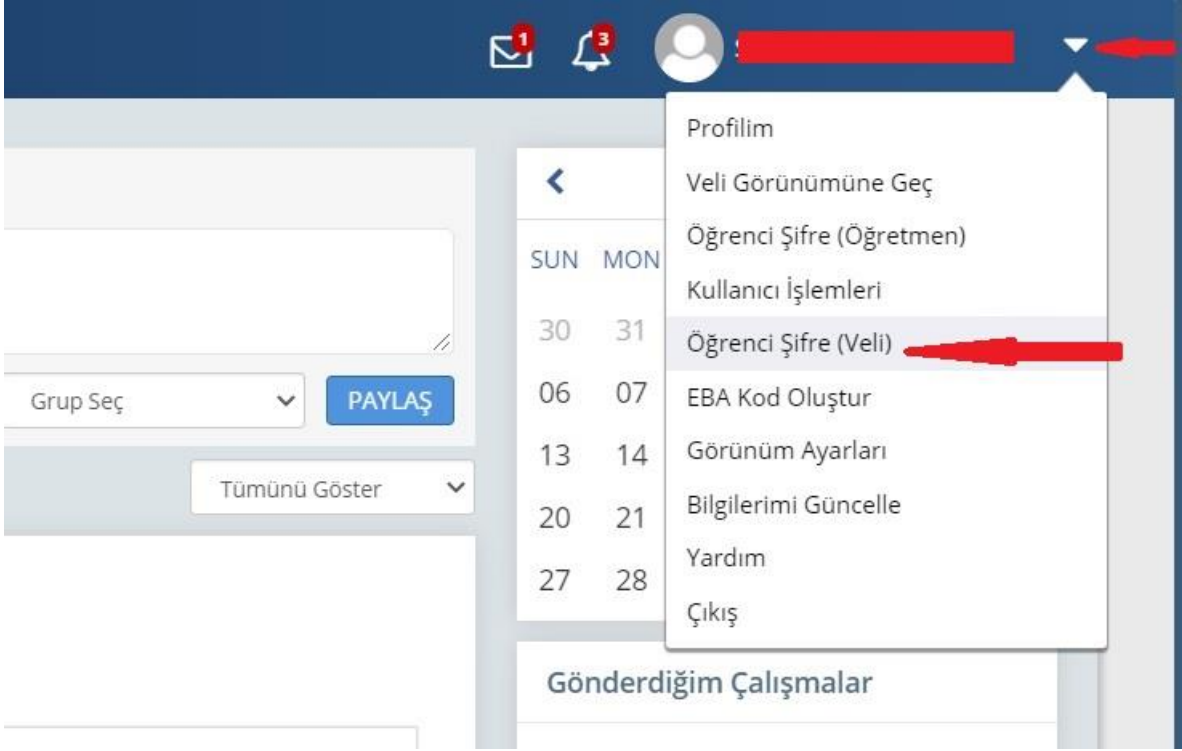 1
3
Profilim
Veli Görünümüne Geç
Öğrenci Şifre (Öğretmen)
Kullanıcı İşlemleri
Öğrenci Şifre (Veli)
EBA Kod Oluştur
Görünüm Ayarları
Bilgilerimi Güncelle
Yardım
Çıkış
SUN MON
30 31
06 07
13 14
20 21
27 28
Grup Seç
PAYLAŞ
Tümünü Göster
Gönderdiğim Çalışmalar